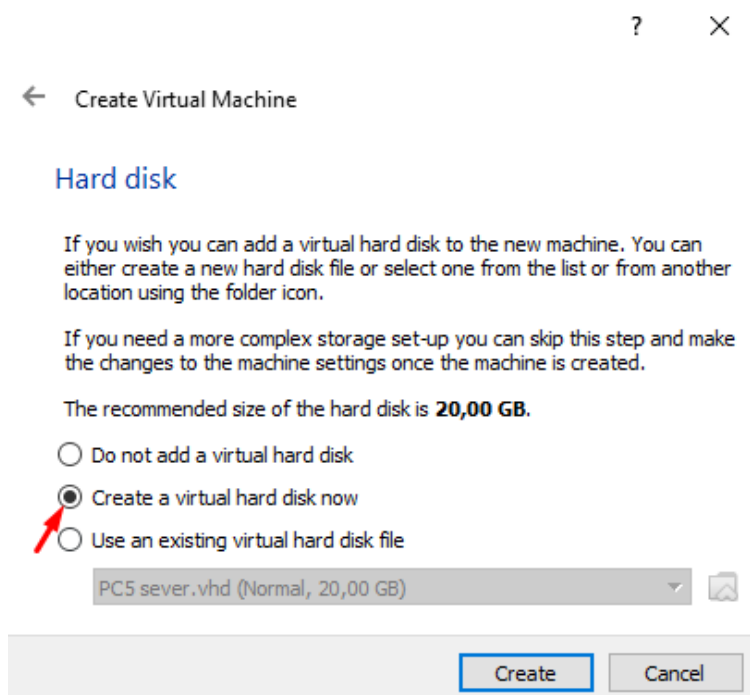 ?
Create Virtual Machine
Hard disk
If you wish you can add a virtual hard disk to the new machine. You can
either create a new hard disk file or select one from the list or from another
location using the folder icon.
If you need a more complex storage set-up you can skip this step and make
the changes to the machine settings once the machine is created.
The recommended size of the hard disk is 20,00 GB.
Do not add a virtual hard disk
Create a virtual hard disk now
Use an existing virtual hard disk file
PC5 sever.vhd (Normal, 20,00 GB)
Create Cancel